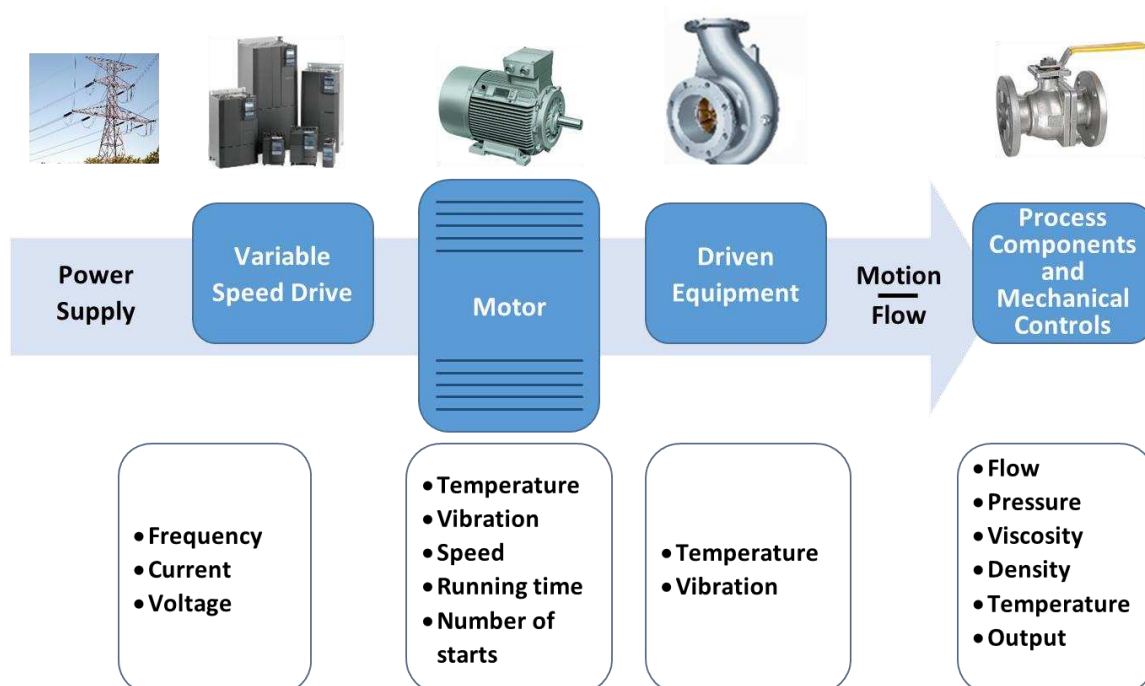 Power
Supply
Variable
Speed Drive
Motor
Driven
Equipment
Motion
Flow
Process
Components
and
Mechanical
Controls
• Frequency
• Current
• Voltage
• Temperature
• Vibration
• Speed
• Running time
• Number of
starts
• Temperature
• Vibration
• Flow
• Pressure
• Viscosity
• Density
• Temperature
• Output